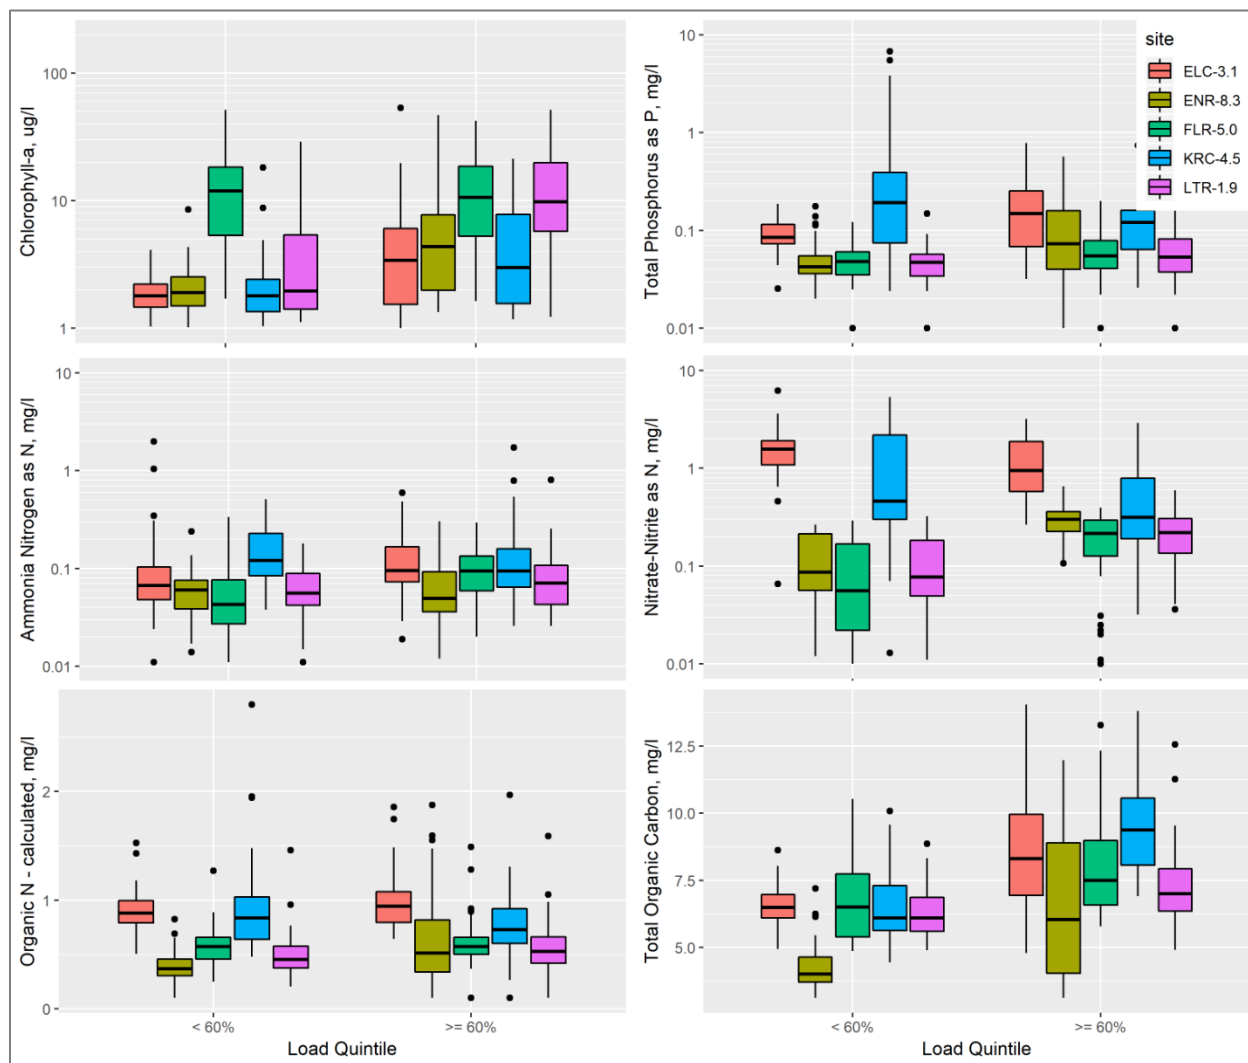 Chlorophyll-a, ug/l
100
10
1
Total Phosphorus as P, mg/l
10
1
0.1
0.01
site
ELC-3.1
ENR-8.3
FLR-5.0
KRC-4.5
LTR-1.9
Ammonia Nitrogen as N, mg/l
10
1
0.1
0.01
Nitrate-Nitrite as N, mg/l
10
1
0.1
0.01
Organic N - calculated, mg/l
2
1
0
< 60%
>= 60%
Load Quintile
Total Organic Carbon, mg/l
12.5
10.0
7.5
5.0
< 60%
>= 60%
Load Quintile